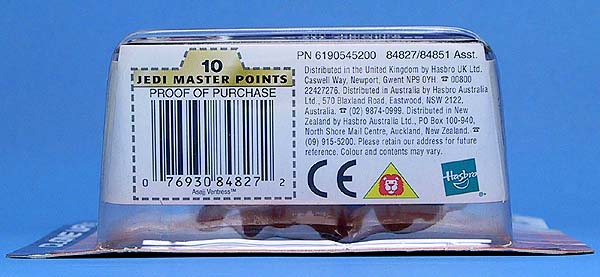 10
JEDI MASTER POINTS
PROOF OF PURCHASE
0 76930 84827 2
Asajj Ventress™
PN 6190545200 84827/84851 Asst.
Distributed in the United Kingdom by Hasbro UK Ltd.
Caswell Way, Newport, Gwent NP9 0YH ☎ 00800
22427276. Distributed in Australia by Hasbro Australia
Ltd., 570 Blaxland Road, Eastwood, NSW 2122,
Australia. ☎ (02) 9874-0999. Distributed in New
Zealand by Hasbro Australia Ltd., PO Box 100-940,
North Shore Mail Centre, Auckland, New Zealand. ☎
(09) 915-5200. Please retain our address for future
reference. Colour and contents may vary.
CE
Hasbro